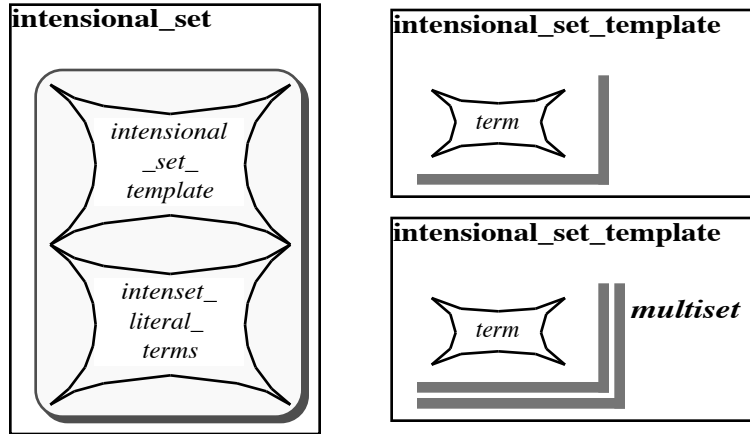 intensional_set
intensional
_set_
template
intenset_
literal_
terms
intensional_set_template
term
intensional_set_template
term
multiset